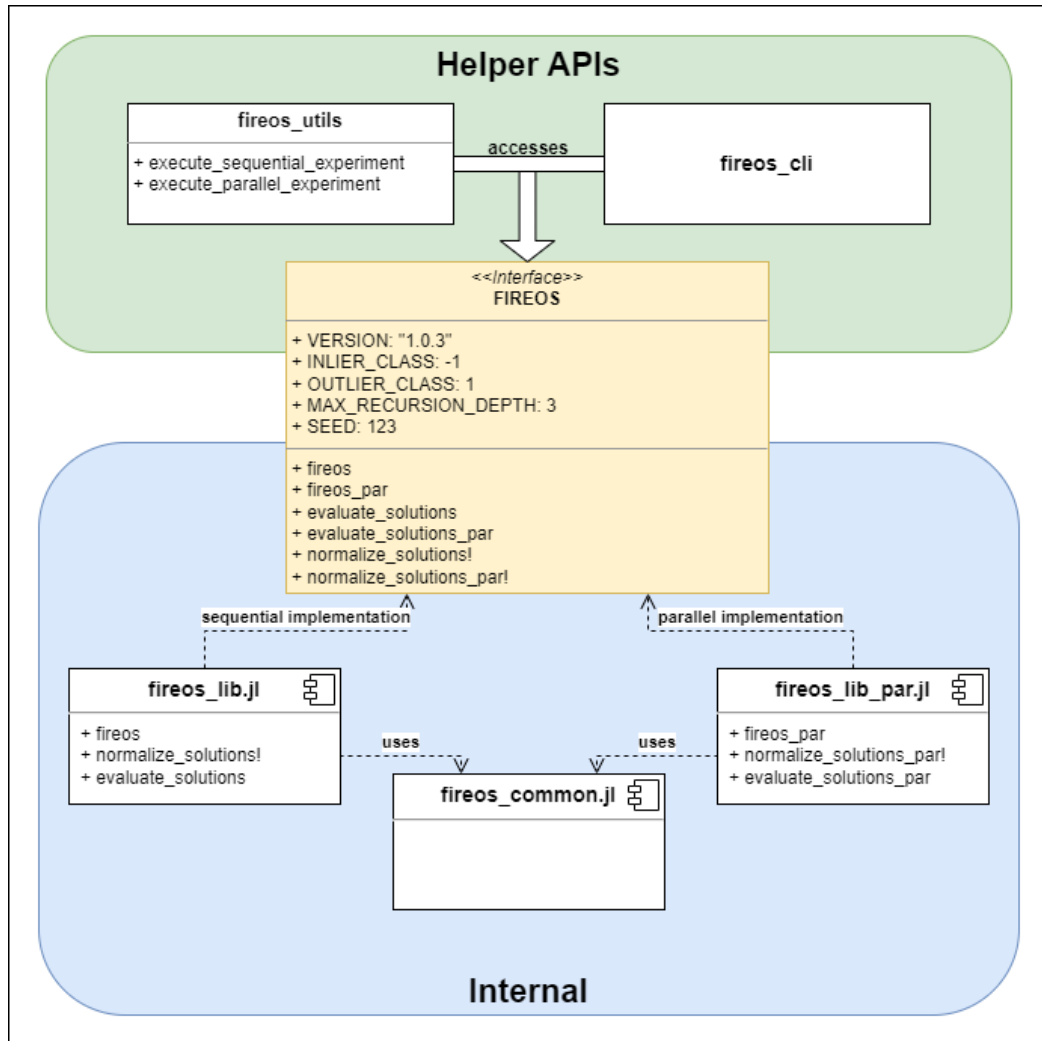 Helper APIs
fireos_utils
+ execute_sequential_experiment
+ execute_parallel_experiment
accesses
fireos_cli
<<Interface>>
FIREOS
+ VERSION: "1.0.3"
+ INLIER_CLASS: -1
+ OUTLIER_CLASS: 1
+ MAX_RECURSION_DEPTH: 3
+ SEED: 123
+ fireos
+ fireos_par
+ evaluate_solutions
+ evaluate_solutions_par
+ normalize_solutions!
+ normalize_solutions_par!
sequential implementation
parallel implementation
fireos_lib.jl
+ fireos
+ normalize_solutions!
+ evaluate_solutions
fireos_lib_par.jl
+ fireos_par
+ normalize_solutions_par!
+ evaluate_solutions_par
uses
uses
fireos_common.jl
Internal